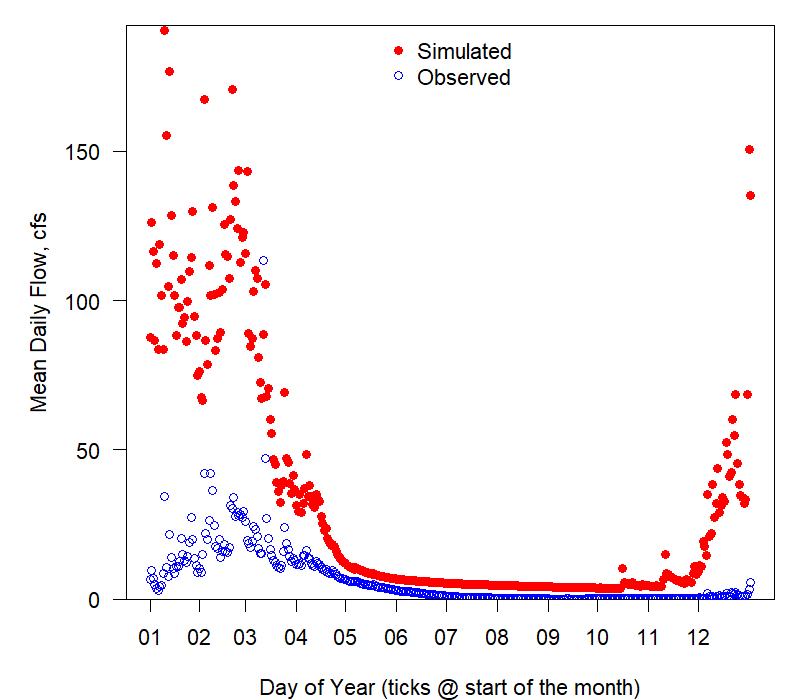 Simulated
Observed
150
100
50
0
Mean Daily Flow, cfs
01 02 03 04 05 06 07 08 09 10 11 12
Day of Year (ticks @ start of the month)